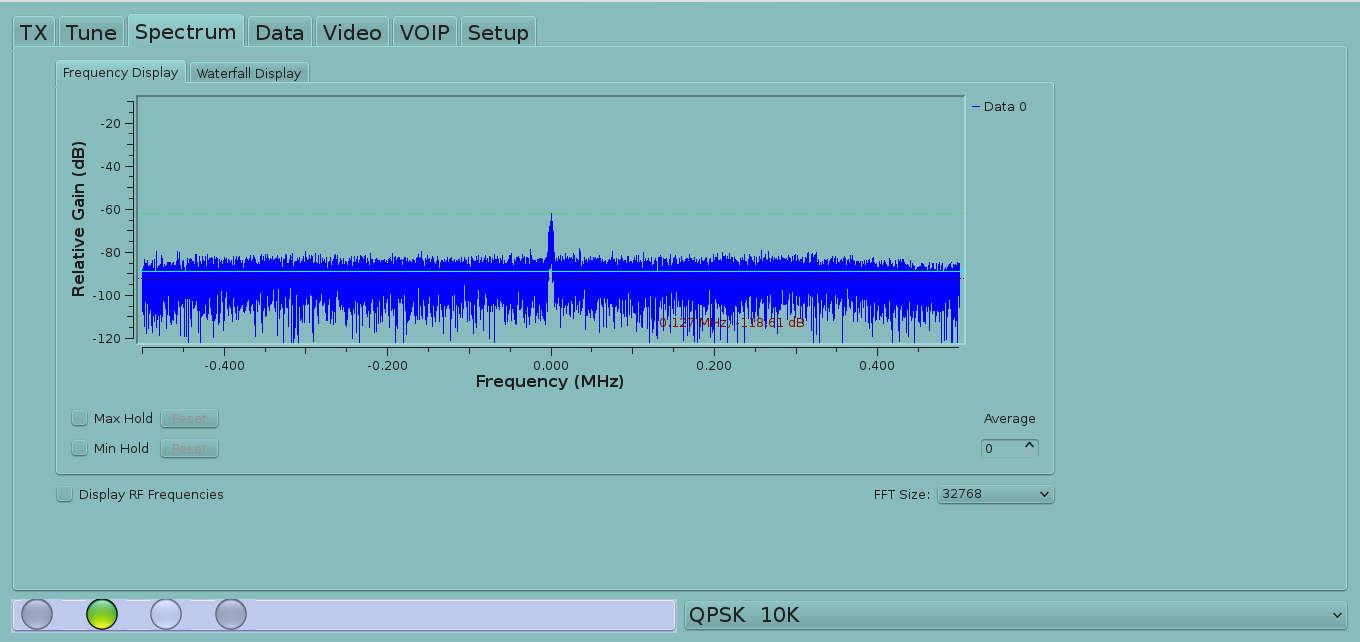 TX Tune Spectrum Data Video VOIP Setup
Frequency Display Waterfall Display
Data 0
Relative Gain (dB)
-20
-40
-60
-80
-100
-120
0.127 MHz, -118.61 dB
-0.400 -0.200 0.000 0.200 0.400
Frequency (MHz)
Max Hold Reset Average
Min Hold Reset 0
Display RF Frequencies FFT Size: 32768
QPSK 10K